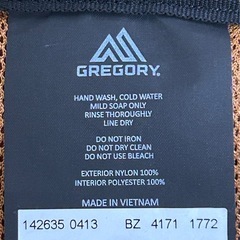 GREGORY.
HAND WASH, COLD WATER
MILD SOAP ONLY
RINSE THOROUGHLY
LINE DRY
DO NOT IRON
DO NOT DRY CLEAN
DO NOT USE BLEACH
EXTERIOR NYLON 100%
INTERIOR POLYESTER 100%
MADE IN VIETNAM
142635 0413 BZ 4171 1772